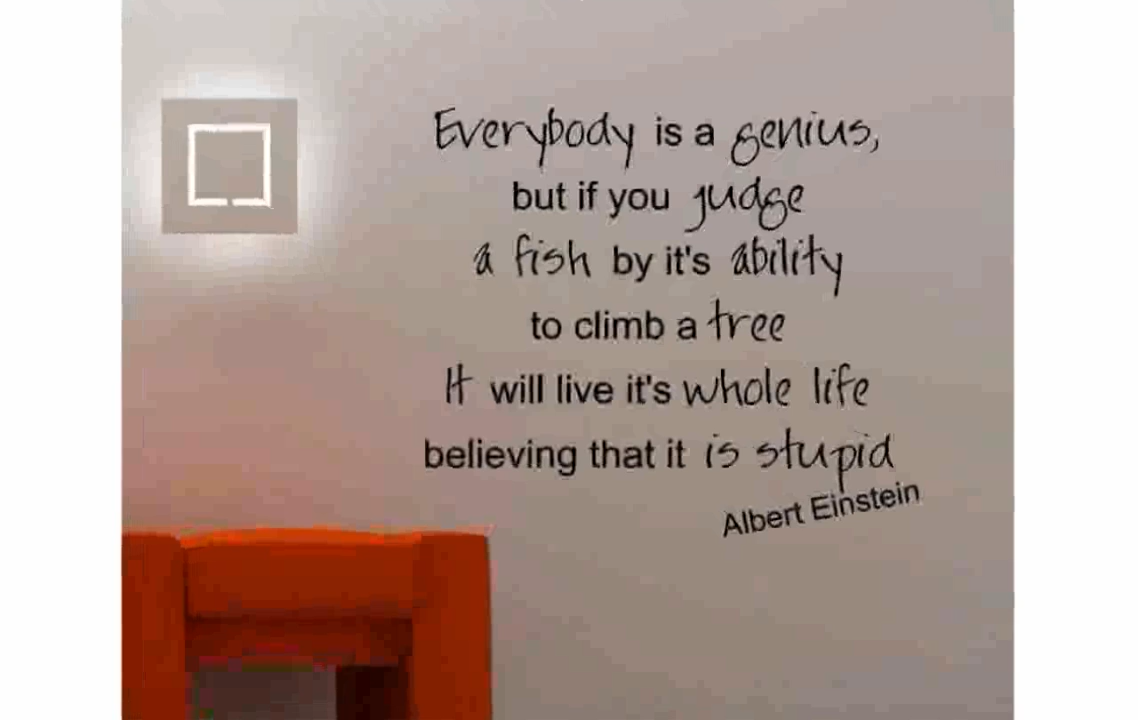 Everybody is a genius,
but if you judge
a fish by it's ability
to climb a tree
It will live it's whole life
believing that it is stupid
Albert Einstein